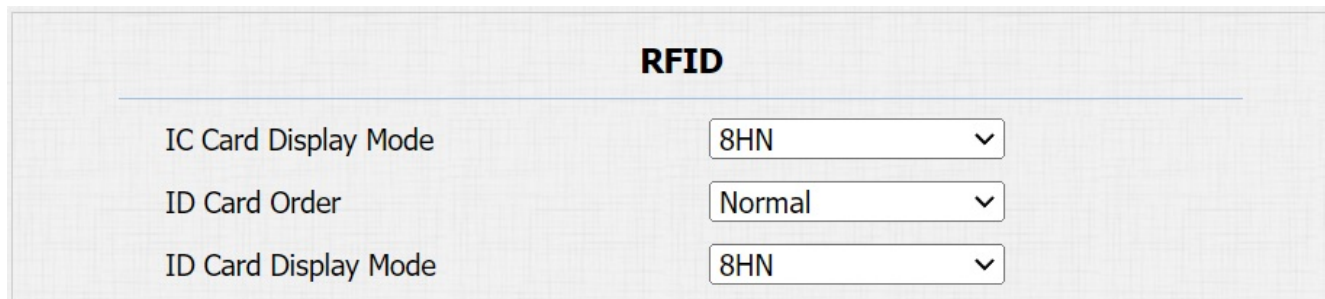 RFID
IC Card Display Mode 8HN
ID Card Order Normal
ID Card Display Mode 8HN